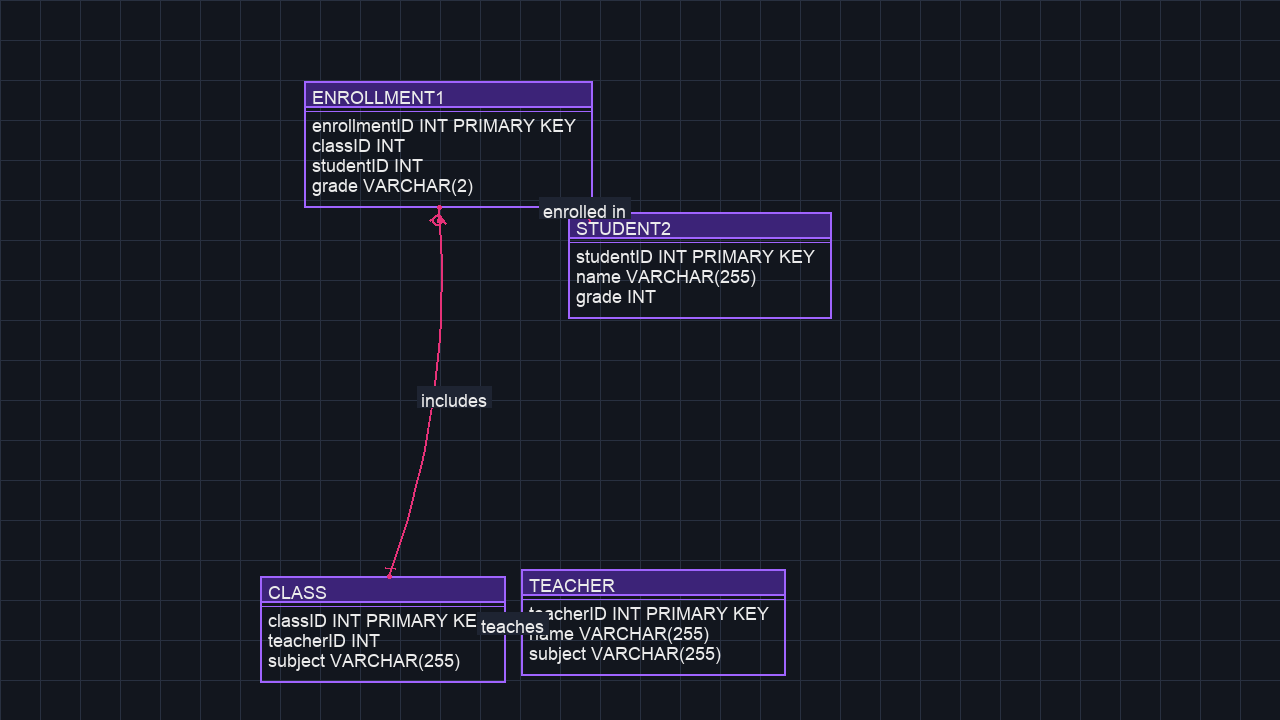 ENROLLMENT1
enrollmentID INT PRIMARY KEY
classID INT
studentID INT
grade VARCHAR(2)
enrolled in
STUDENT2
studentID INT PRIMARY KEY
name VARCHAR(255)
grade INT
includes
CLASS
classID INT PRIMARY KE
teacherID INT
subject VARCHAR(255)
teaches
TEACHER
teacherID INT PRIMARY KEY
name VARCHAR(255)
subject VARCHAR(255)